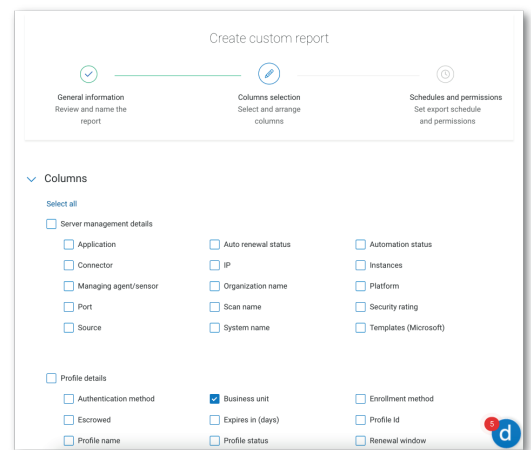 Create custom report
General information
Review and name the
report
Columns selection
Select and arrange
columns
Schedules and permissions
Set export schedule
and permissions
Columns
Select all
Server management details
Application
Auto renewal status
Automation status
Connector
IP
Instances
Managing agent/sensor
Organization name
Platform
Port
Scan name
Security rating
Source
System name
Templates (Microsoft)
Profile details
Authentication method
Business unit
Enrollment method
Escrowed
Expires in (days)
Profile Id
Profile name
Profile status
Renewal window
5
d